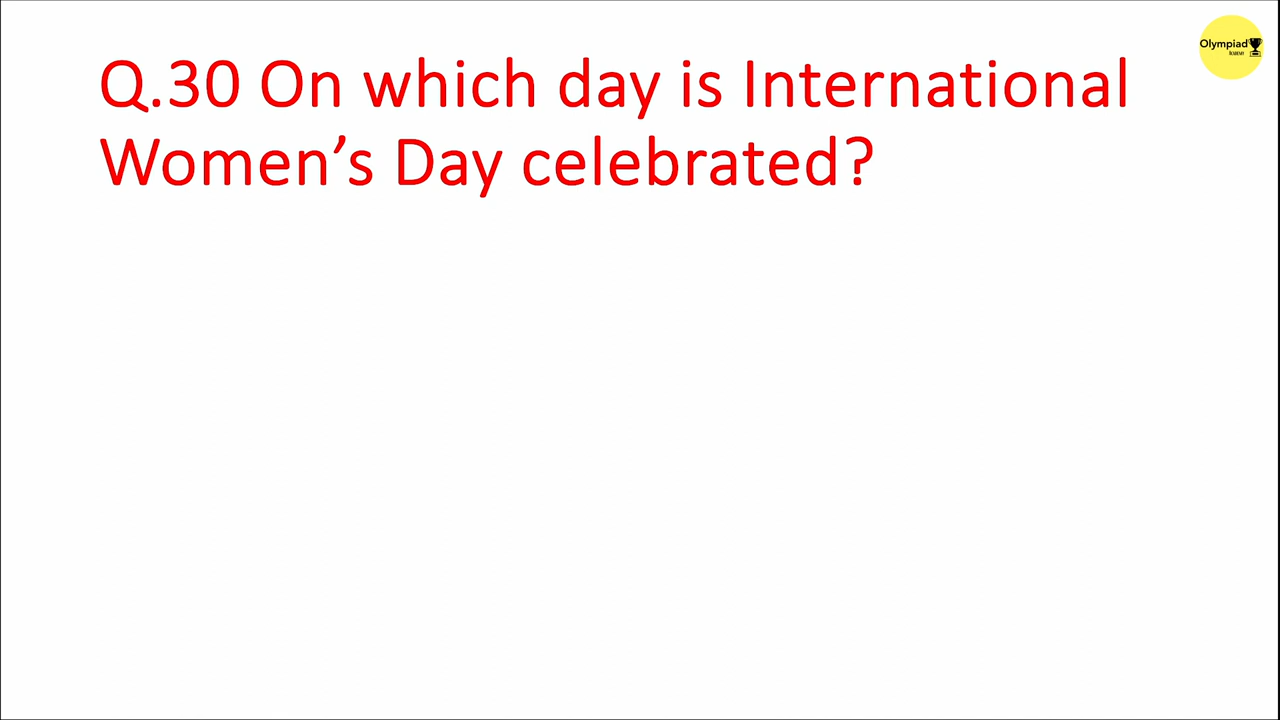 Q.30 On which day is International
Women’s Day celebrated?
Olympiad